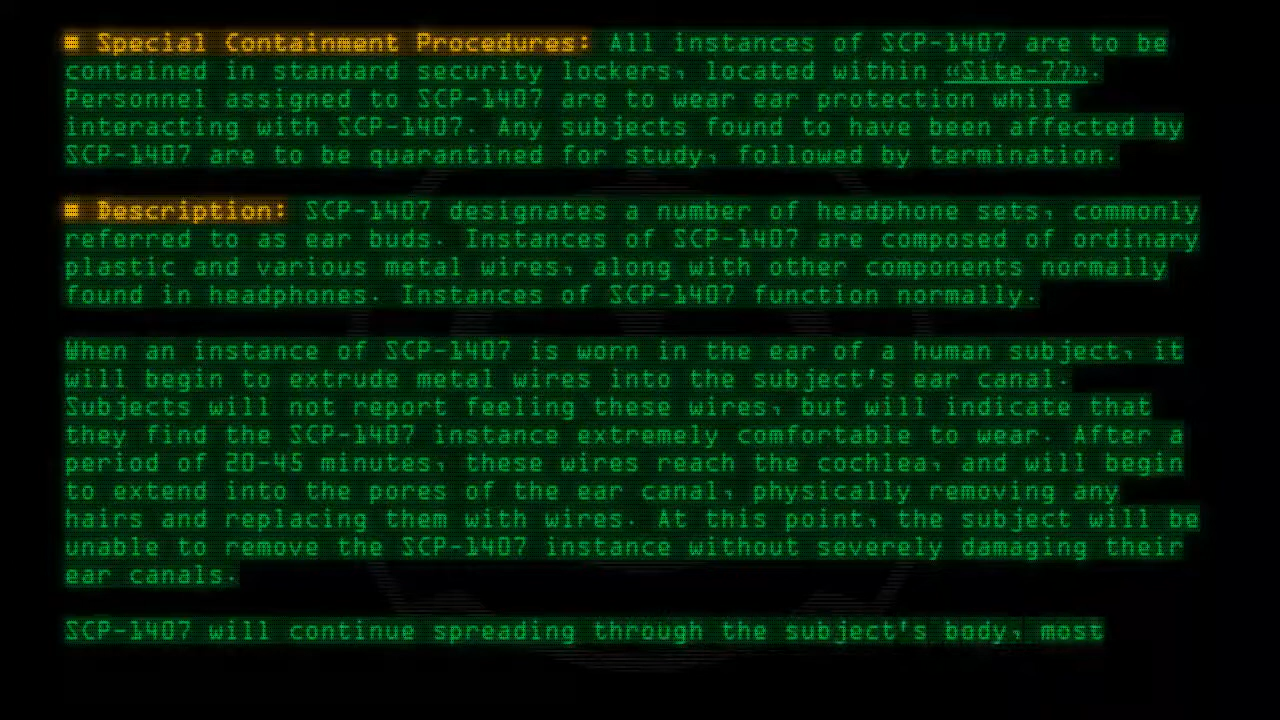 ■ Special Containment Procedures: All instances of SCP-1407 are to be
contained in standard security lockers, located within «Site-77».
Personnel assigned to SCP-1407 are to wear ear protection while
interacting with SCP-1407. Any subjects found to have been affected by
SCP-1407 are to be quarantined for study, followed by termination.
■ Description: SCP-1407 designates a number of headphone sets, commonly
referred to as ear buds. Instances of SCP-1407 are composed of ordinary
plastic and various metal wires, along with other components normally
found in headphones. Instances of SCP-1407 function normally.
When an instance of SCP-1407 is worn in the ear of a human subject, it
will begin to extrude metal wires into the subject's ear canal.
Subjects will not report feeling these wires, but will indicate that
they find the SCP-1407 instance extremely comfortable to wear. After a
period of 20-45 minutes, these wires reach the cochlea, and will begin
to extend into the pores of the ear canal, physically removing any
hairs and replacing them with wires. At this point, the subject will be
unable to remove the SCP-1407 instance without severely damaging their
ear canals.
SCP-1407 will continue spreading through the subject's body, most